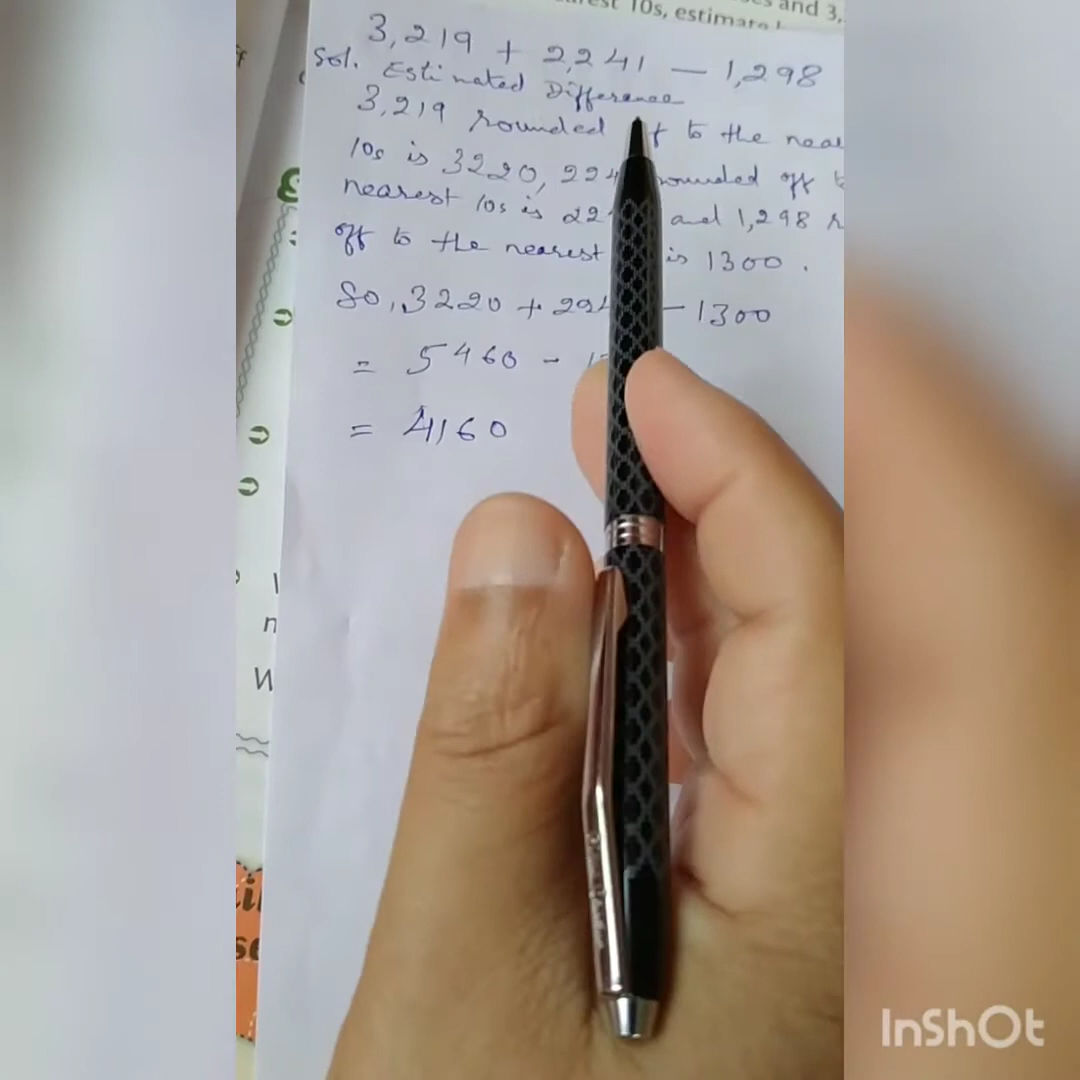 10s, estimate
and 3,
3,219 + 2,241 - 1,298
Sol. Estimated Difference
3,219 rounded to the
10s is 3220, rounded off
nearest 10s is and 1,298
off to the nearest is 1300.
So, 3220 + - 1300
= 5460 -
= 4160
InShOt